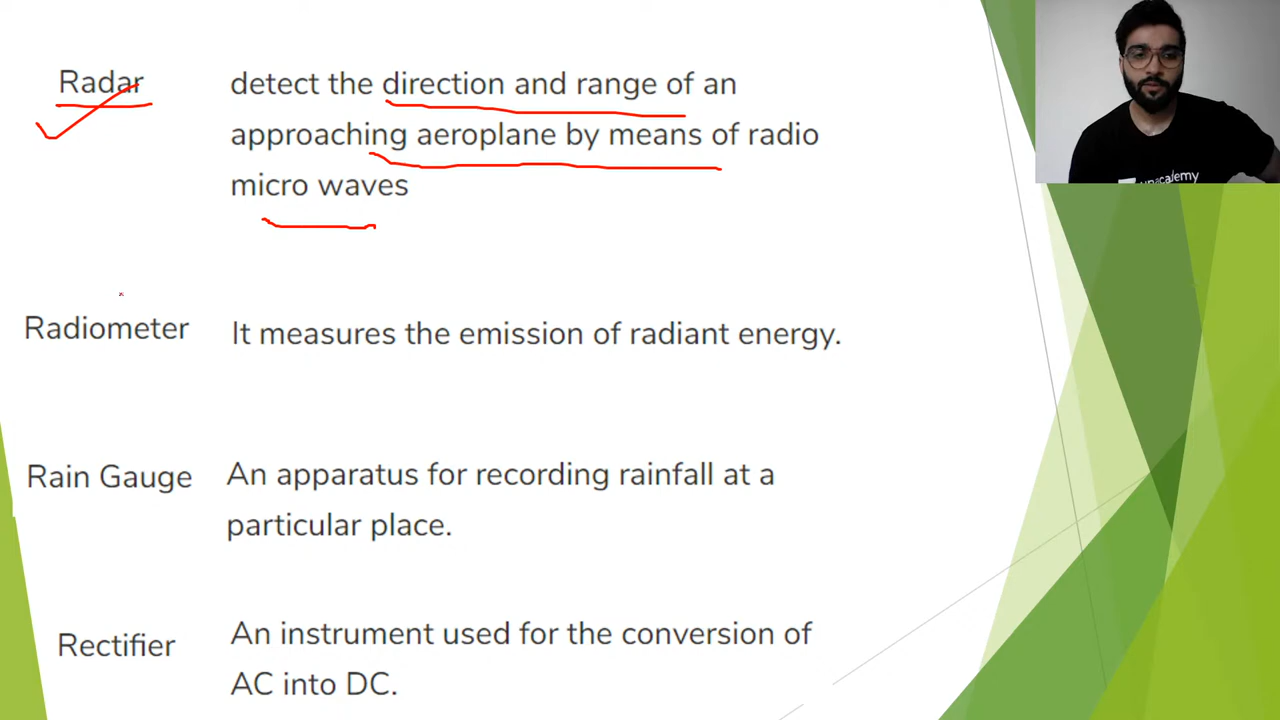 Radar
detect the direction and range of an
approaching aeroplane by means of radio
micro waves
Radiometer
It measures the emission of radiant energy.
Rain Gauge
An apparatus for recording rainfall at a
particular place.
Rectifier
An instrument used for the conversion of
AC into DC.
unacademy